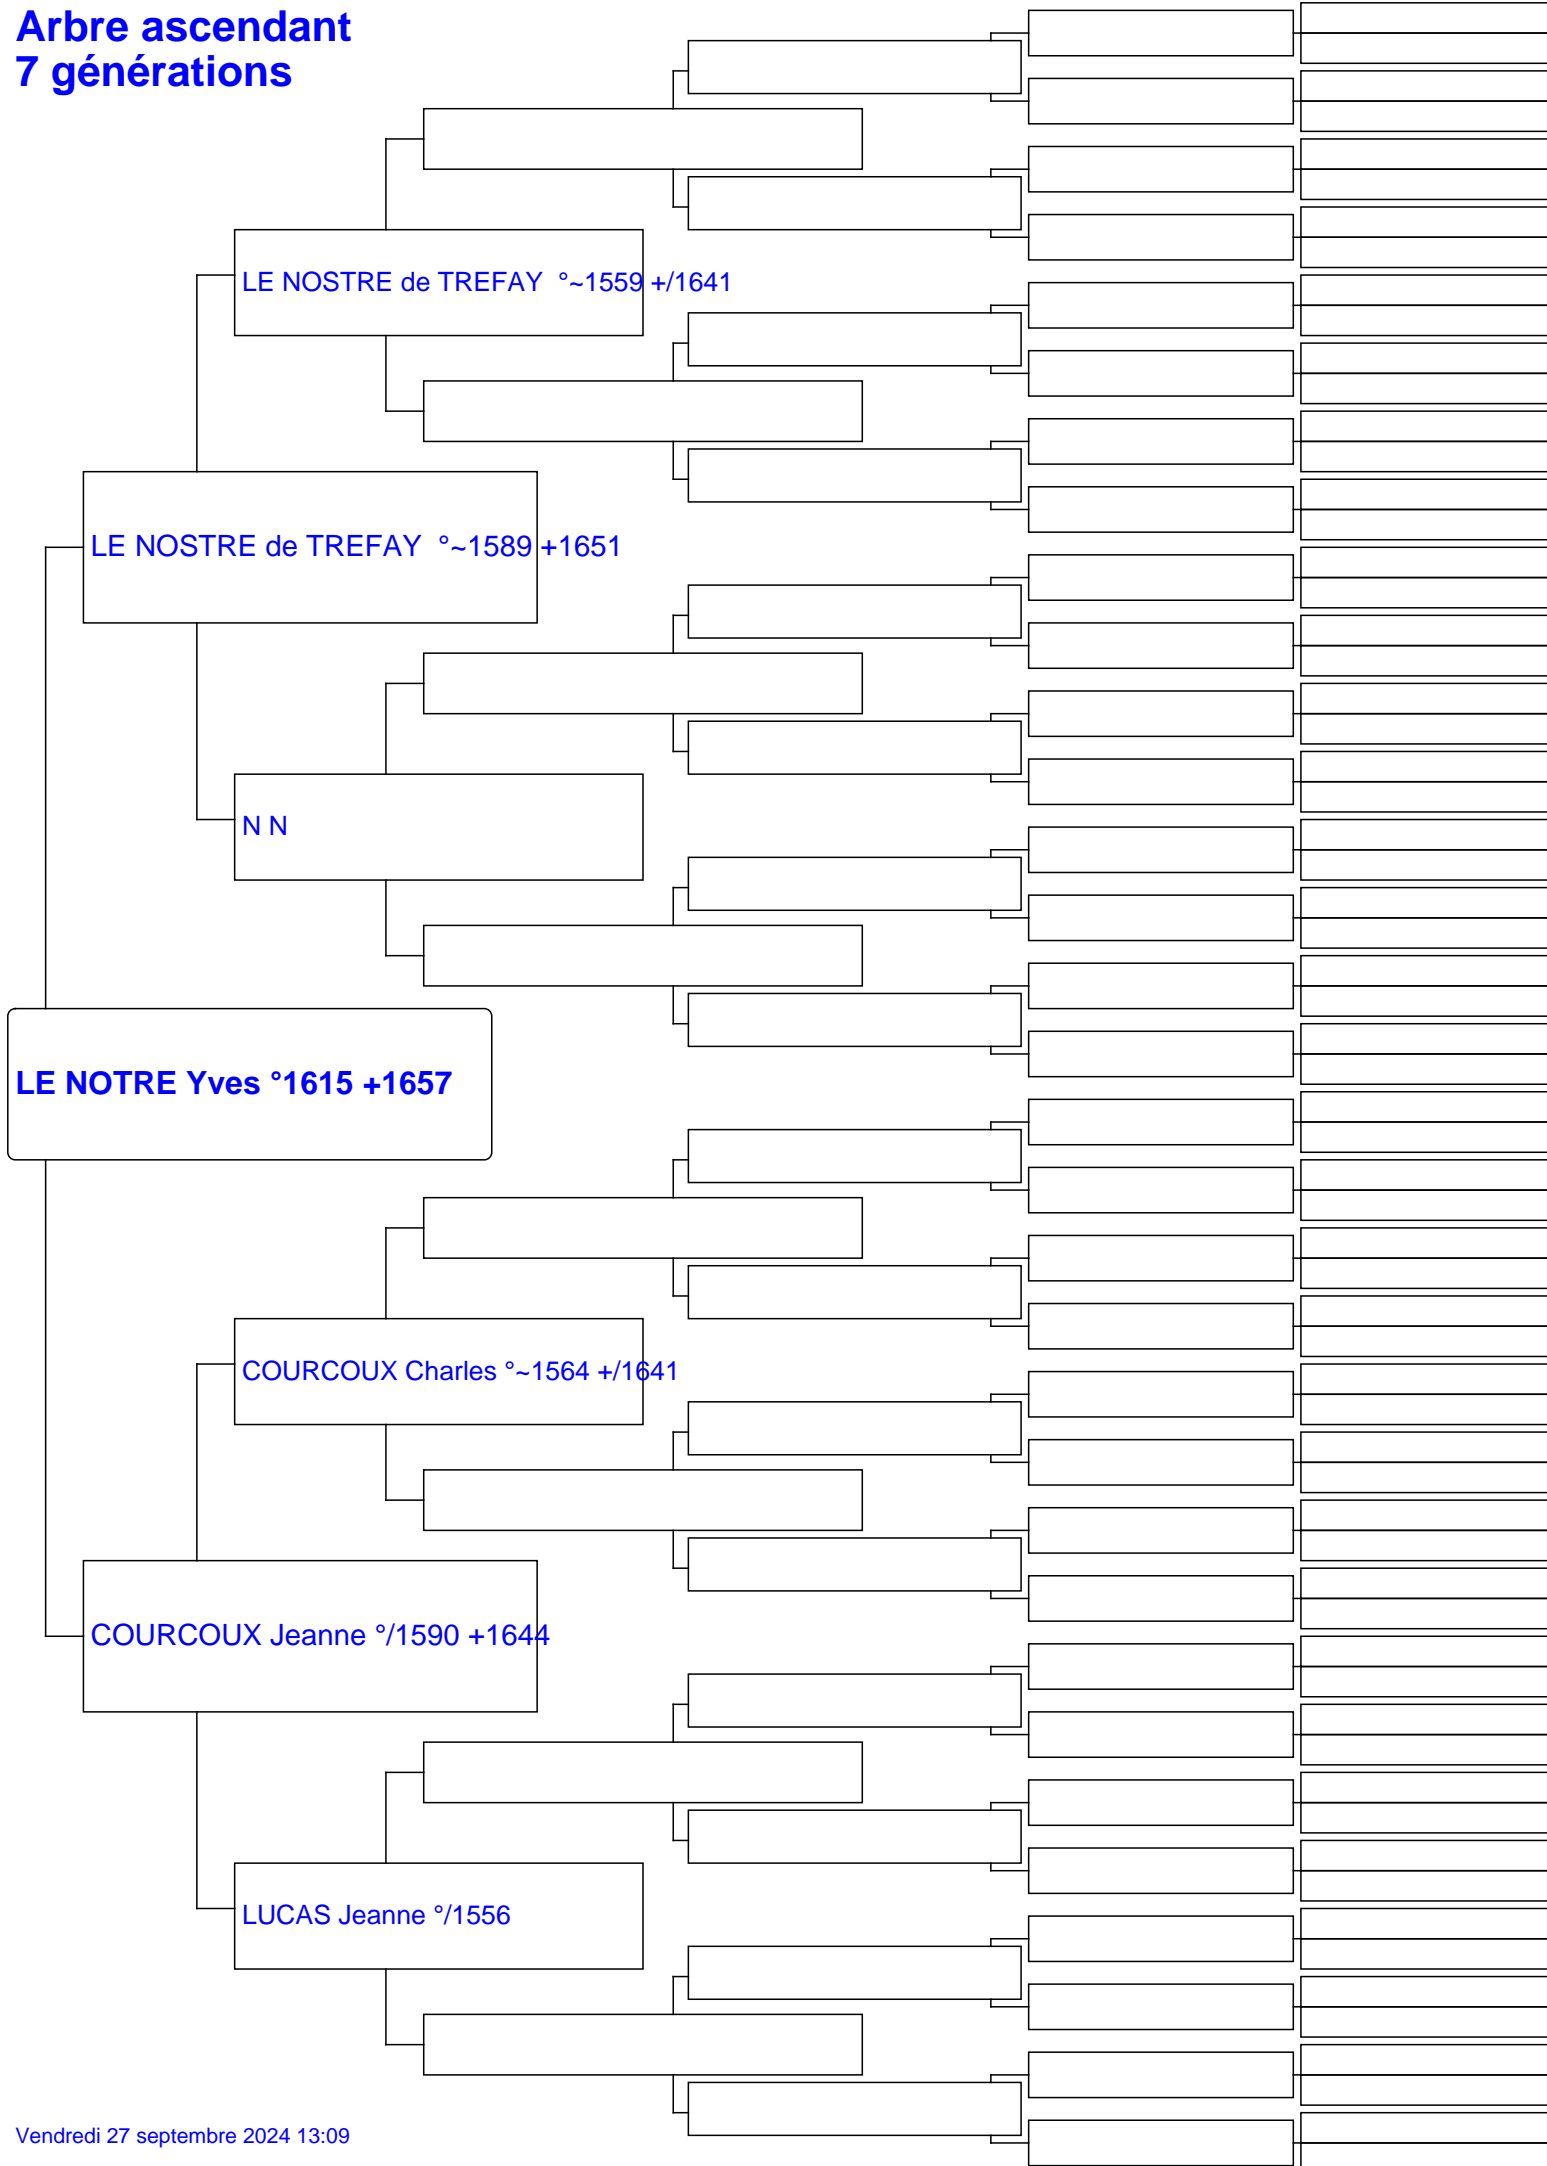 Arbre ascendant
7 générations
LE NOSTRE de TREFAY  °~1559 +/1641
LE NOSTRE de TREFAY  °~1589 +1651
N N
LE NOTRE Yves °1615 +1657
COURCOUX Charles °~1564 +/1641
COURCOUX Jeanne °/1590 +1644
LUCAS Jeanne °/1556
Vendredi 27 septembre 2024 13:09